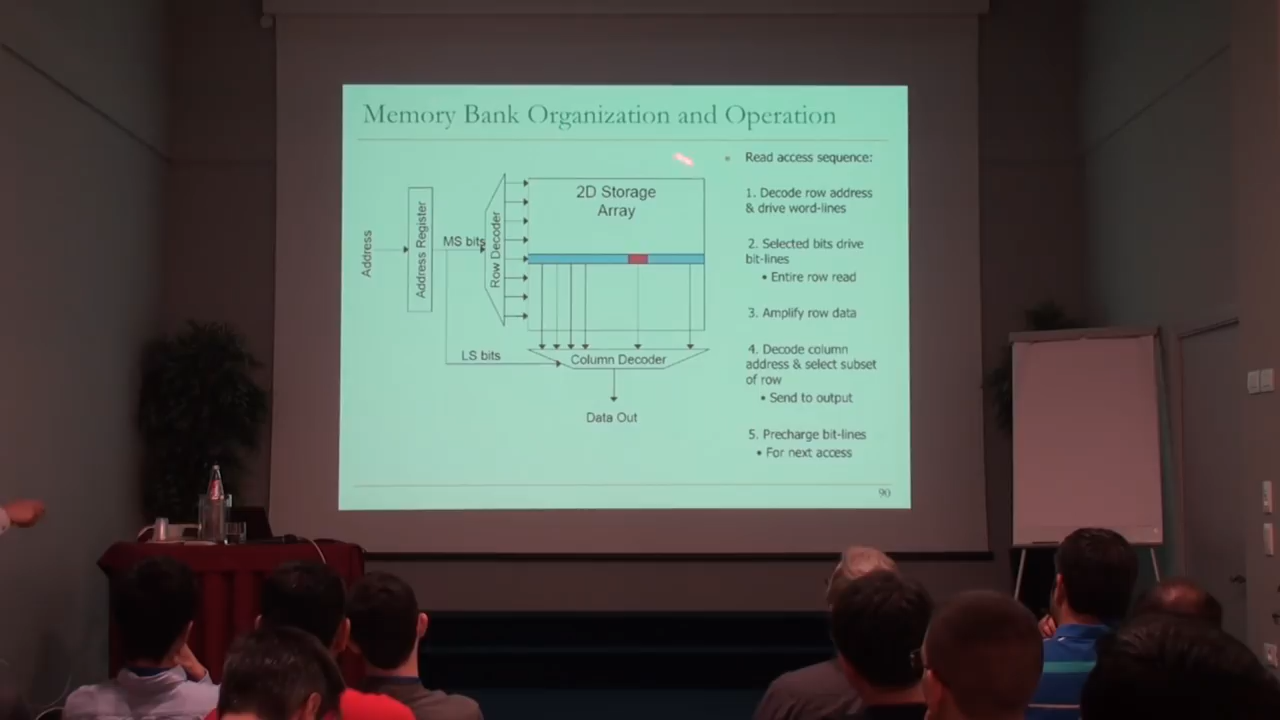 Memory Bank Organization and Operation
Address
Address Register
MS bits
Row Decoder
2D Storage
Array
LS bits
Column Decoder
Data Out
• Read access sequence:
1. Decode row address
& drive word-lines
2. Selected bits drive
bit-lines
• Entire row read
3. Amplify row data
4. Decode column
address & select subset
of row
• Send to output
5. Precharge bit-lines
• For next access
90